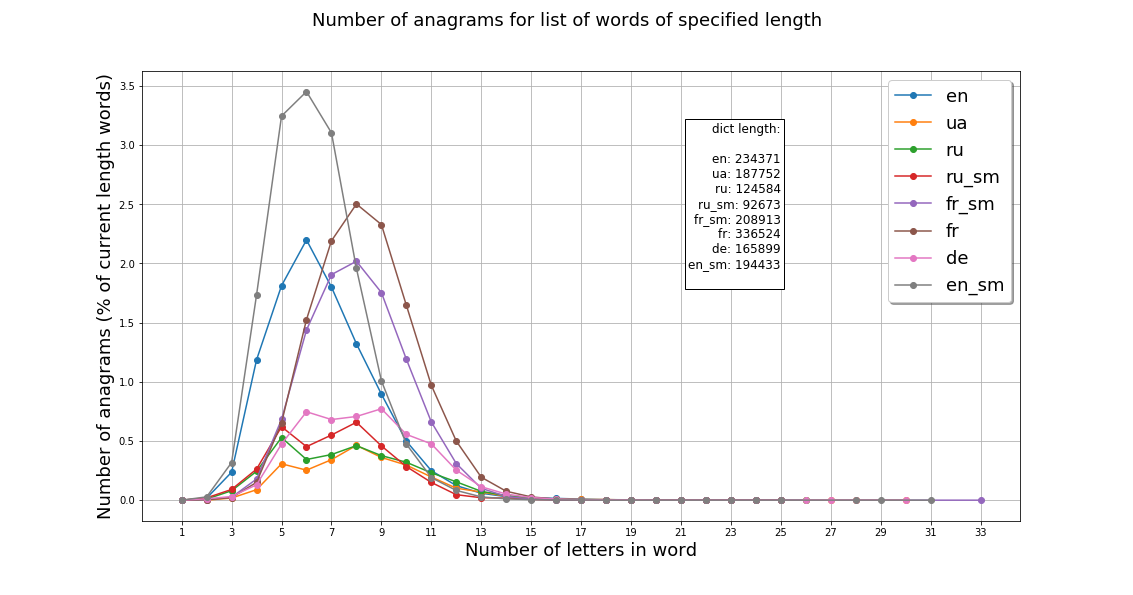 Number of anagrams for list of words of specified length
Number of anagrams (% of current length words)
3.5
3.0
2.5
2.0
1.5
1.0
0.5
0.0
dict length:
en: 234371
ua: 187752
ru: 124584
ru_sm: 92673
fr_sm: 208913
fr: 336524
de: 165899
en_sm: 194433
en
ua
ru
ru_sm
fr_sm
fr
de
en_sm
1 3 5 7 9 11 13 15 17 19 21 23 25 27 29 31 33
Number of letters in word